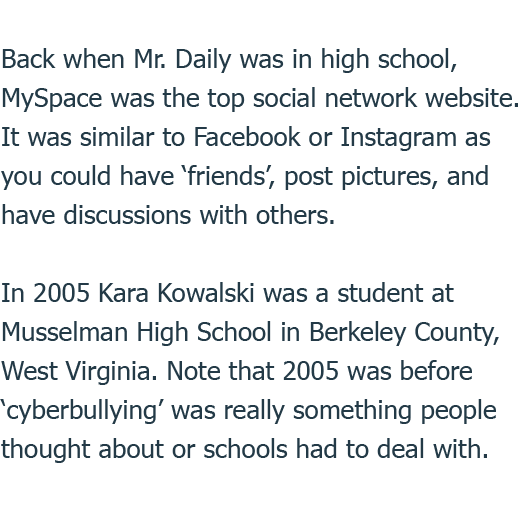 Back when Mr. Daily was in high school,
MySpace was the top social network website.
It was similar to Facebook or Instagram as
you could have ‘friends’, post pictures, and
have discussions with others.
In 2005 Kara Kowalski was a student at
Musselman High School in Berkeley County,
West Virginia. Note that 2005 was before
‘cyberbullying’ was really something people
thought about or schools had to deal with.